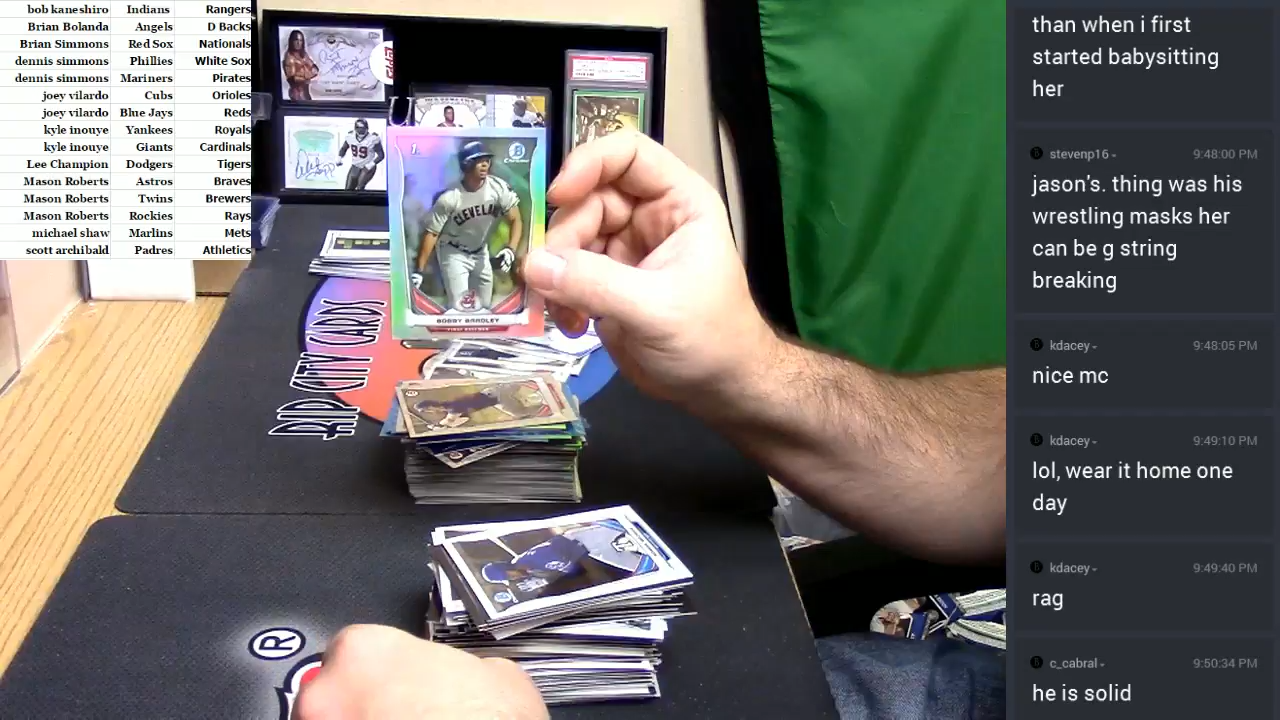 bob kaneshiro Indians Rangers
Brian Bolanda Angels D Backs
Brian Simmons Red Sox Nationals
dennis simmons Phillies White Sox
dennis simmons Mariners Pirates
joey vilardo Cubs Orioles
joey vilardo Blue Jays Reds
kyle inouye Yankees Royals
kyle inouye Giants Cardinals
Lee Champion Dodgers Tigers
Mason Roberts Astros Braves
Mason Roberts Twins Brewers
Mason Roberts Rockies Rays
michael shaw Marlins Mets
scott archibald Padres Athletics
99
CLEVELAND
BOBBY BRADLEY
RIP CITY CARDS
®
than when i first
started babysitting
her
stevenp16 9:48:00 PM
jason's. thing was his
wrestling masks her
can be g string
breaking
kdacey 9:48:05 PM
nice mc
kdacey 9:49:10 PM
lol, wear it home one
day
kdacey 9:49:40 PM
rag
c_cabral 9:50:34 PM
he is solid